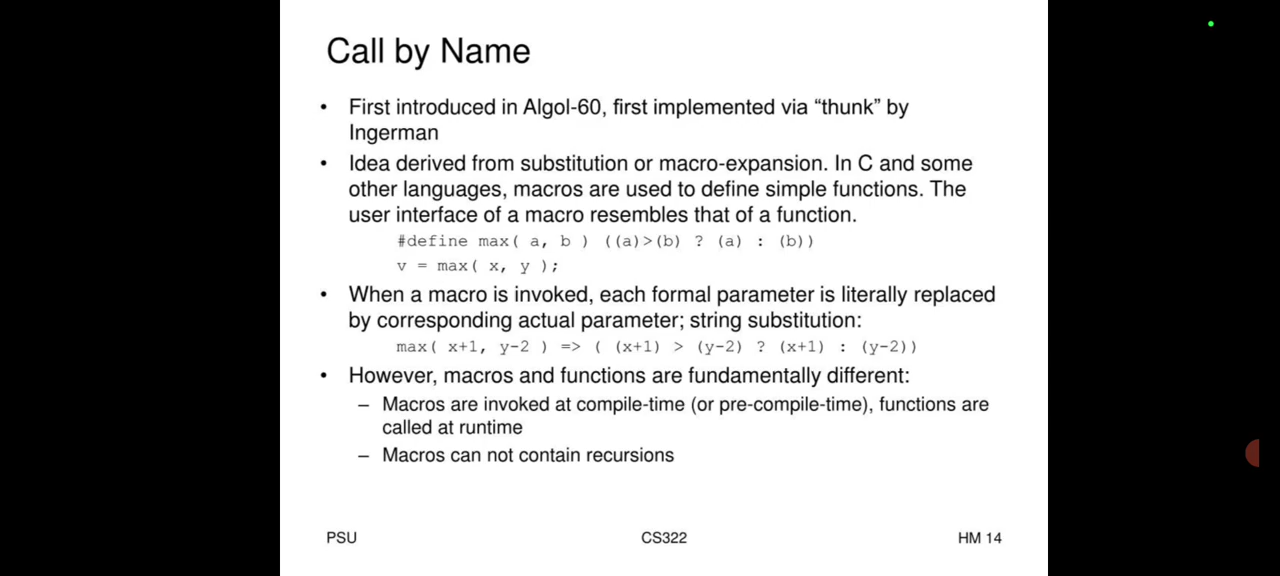 Call by Name
• First introduced in Algol-60, first implemented via “thunk” by
Ingerman
• Idea derived from substitution or macro-expansion. In C and some
other languages, macros are used to define simple functions. The
user interface of a macro resembles that of a function.
#define max( a, b ) ((a)>(b) ? (a) : (b))
v = max( x, y );
• When a macro is invoked, each formal parameter is literally replaced
by corresponding actual parameter; string substitution:
max( x+1, y-2 ) => ( (x+1) > (y-2) ? (x+1) : (y-2))
• However, macros and functions are fundamentally different:
– Macros are invoked at compile-time (or pre-compile-time), functions are
called at runtime
– Macros can not contain recursions
PSU CS322 HM 14